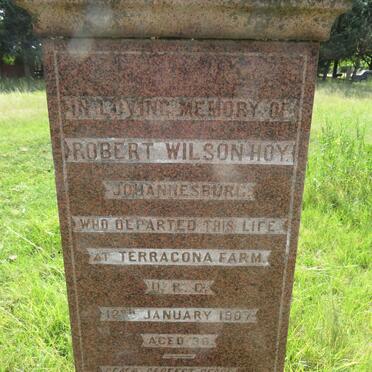 IN LOVING MEMORY OF
ROBERT WILSON HOY.
JOHANNESBURG.
WHO DEPARTED THIS LIFE
AT TERRACONA FARM.
O. R. C.
12TH JANUARY 1907
AGED 36